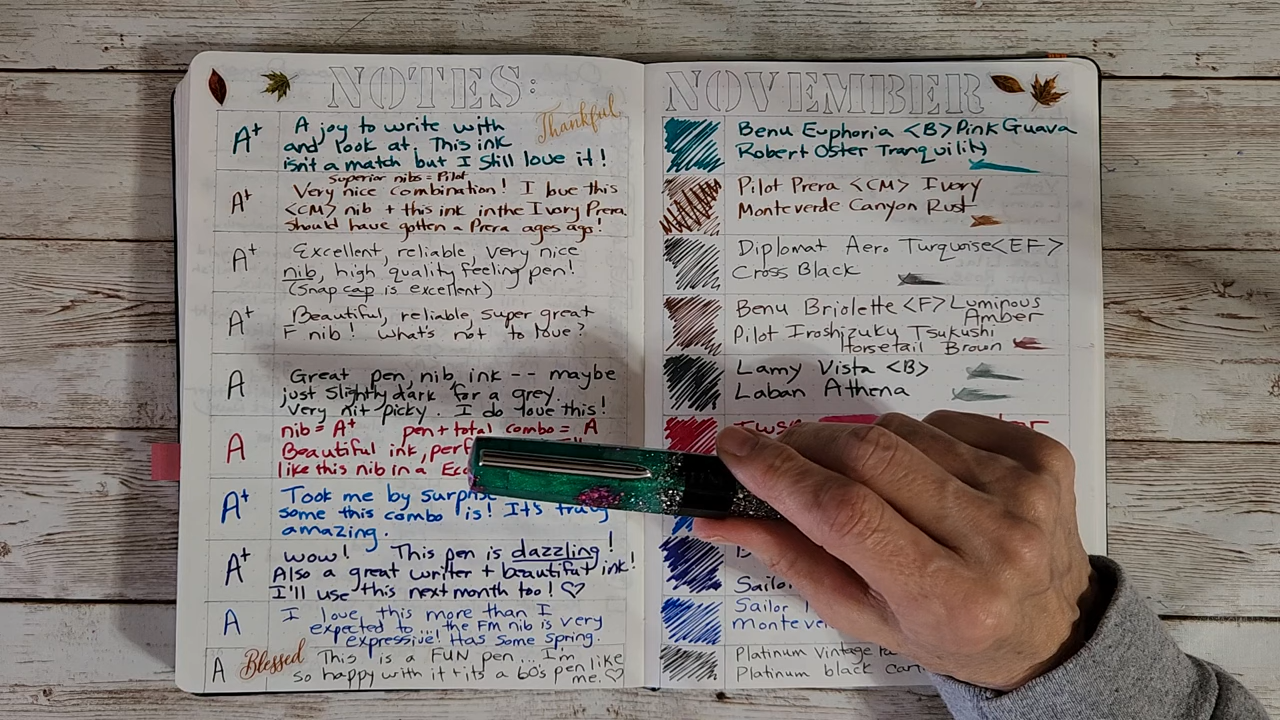 NOTES:
Thankful
A+
A joy to write with
and look at. This ink
isn't a match but I still love it!
A+
superior nibs = Pilot
Very nice combination! I love this
<CM> nib + this ink in the Ivory Prera
should have gotten a Prera ages ago!
A+
Excellent, reliable, very nice
nib, high quality feeling pen!
(snap cap is excellent)
A+
Beautiful, reliable, super great
F nib! what's not to love?
A
Great pen, nib, ink -- maybe
just slightly dark for a grey.
Very nit picky. I do love this!
A
nib = A+ pen + total combo = A
Beautiful ink,
like this nib in a
A+
Took me by surprise
some this combo is! It's truly
amazing.
A+
Wow! This pen is dazzling!
Also a great writer + beautiful ink!
I'll use this next month too! ♡
A
I love this more than I
expected to... the FM nib is very
expressive! Has some spring.
A
Blessed
This is a FUN pen... I'm
so happy with it + it's a 60's pen like
me. ♡
NOVEMBER
Benu Euphoria <B> Pink Guava
Robert Oster Tranquility
Pilot Prera <CM> Ivory
Monteverde Canyon Rust
Diplomat Aero Turquoise <EF>
Cross Black
Benu Briolette <F> Luminous
Amber
Pilot Iroshizuku Tsukushi
Horsetail Brown
Lamy Vista <B>
Laban Athena
Sailor
Platinum Vintage
Platinum black